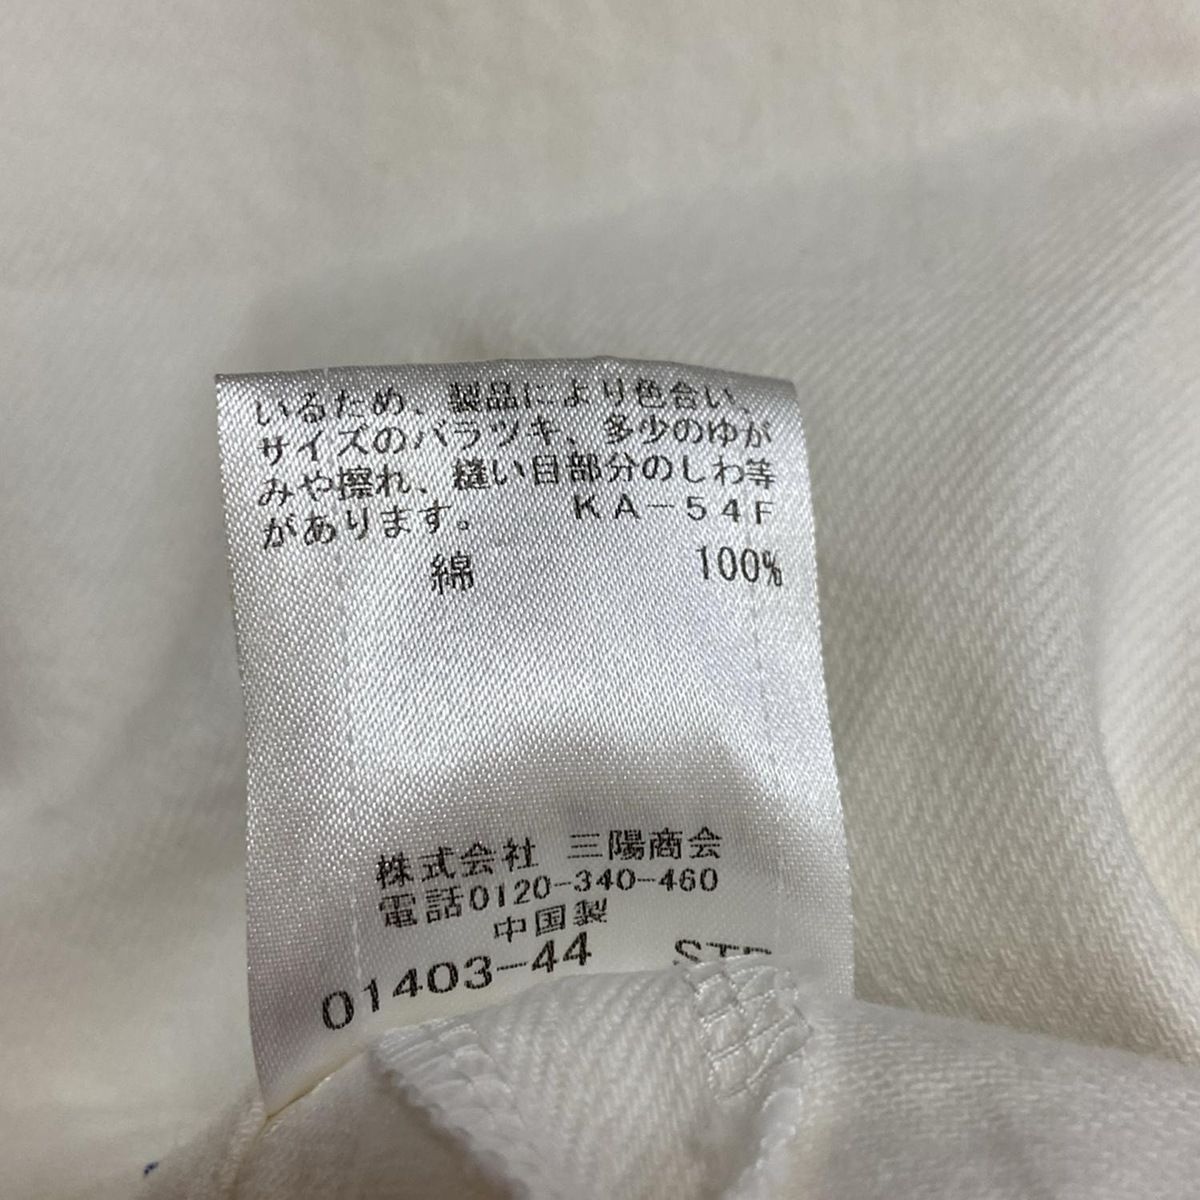 いるため、製品により色合い、
サイズのバラツキ、多少のゆが
みや擦れ、縫い目部分のしわ等
があります。 KA-54F
綿 100%
株式会社 三陽商会
電話0120-340-460
中国製
01403-44